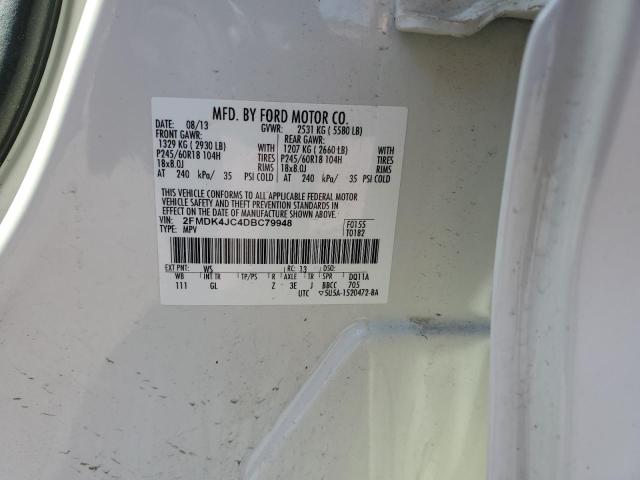 MFD. BY FORD MOTOR CO.
DATE: 08/13 GVWR: 2531 KG ( 5580 LB)
FRONT GAWR: REAR GAWR:
1329 KG ( 2930 LB) WITH 1207 KG ( 2660 LB) WITH
P245/60R18 104H TIRES P245/60R18 104H TIRES
18x8.0J RIMS 18x8.0J RIMS
AT 240 kPa/ 35 PSI COLD AT 240 kPa/ 35 PSI COLD
THIS VEHICLE CONFORMS TO ALL APPLICABLE FEDERAL MOTOR
VEHICLE SAFETY AND THEFT PREVENTION STANDARDS IN
EFFECT ON THE DATE OF MANUFACTURE SHOWN ABOVE.
VIN: 2FMDK4JC4DBC79948 F0155
TYPE: MPV T0182
EXT PNT: WS RC: 13 DSO:
WB INT TR TP/PS R AXLE TR SPR DQ11A
111 GL Z 3E J BBCC 705
UTC ▽5U5A-1520472-BA